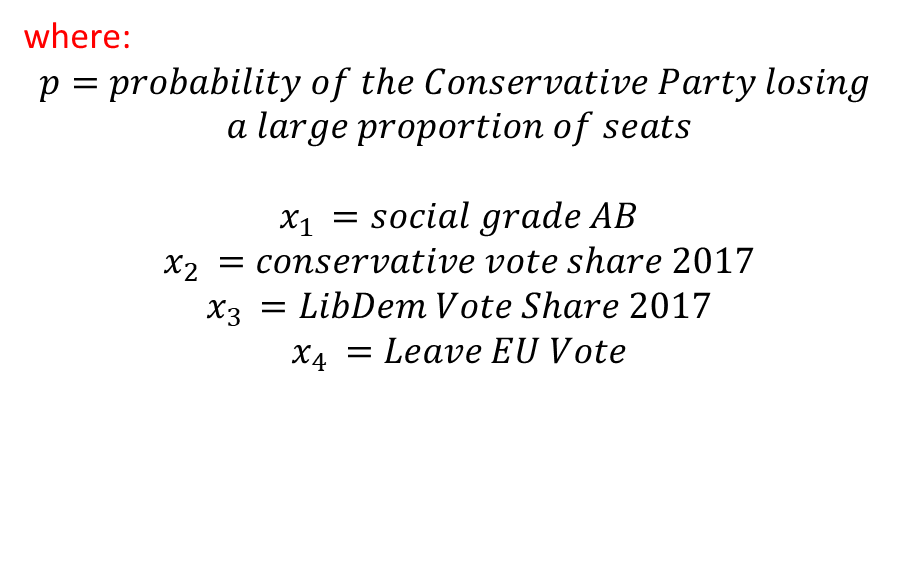 where:
p = probability of the Conservative Party losing
a large proportion of seats
x₁ = social grade AB
x₂ = conservative vote share 2017
x₃ = LibDem Vote Share 2017
x₄ = Leave EU Vote